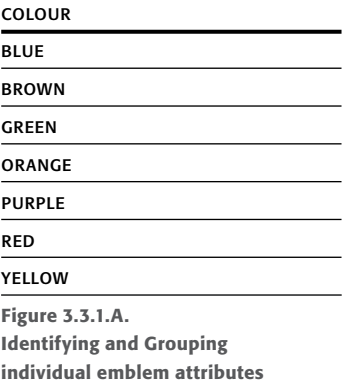 COLOUR
BLUE
BROWN
GREEN
ORANGE
PURPLE
RED
YELLOW
Figure 3.3.1.A.
Identifying and Grouping
individual emblem attributes